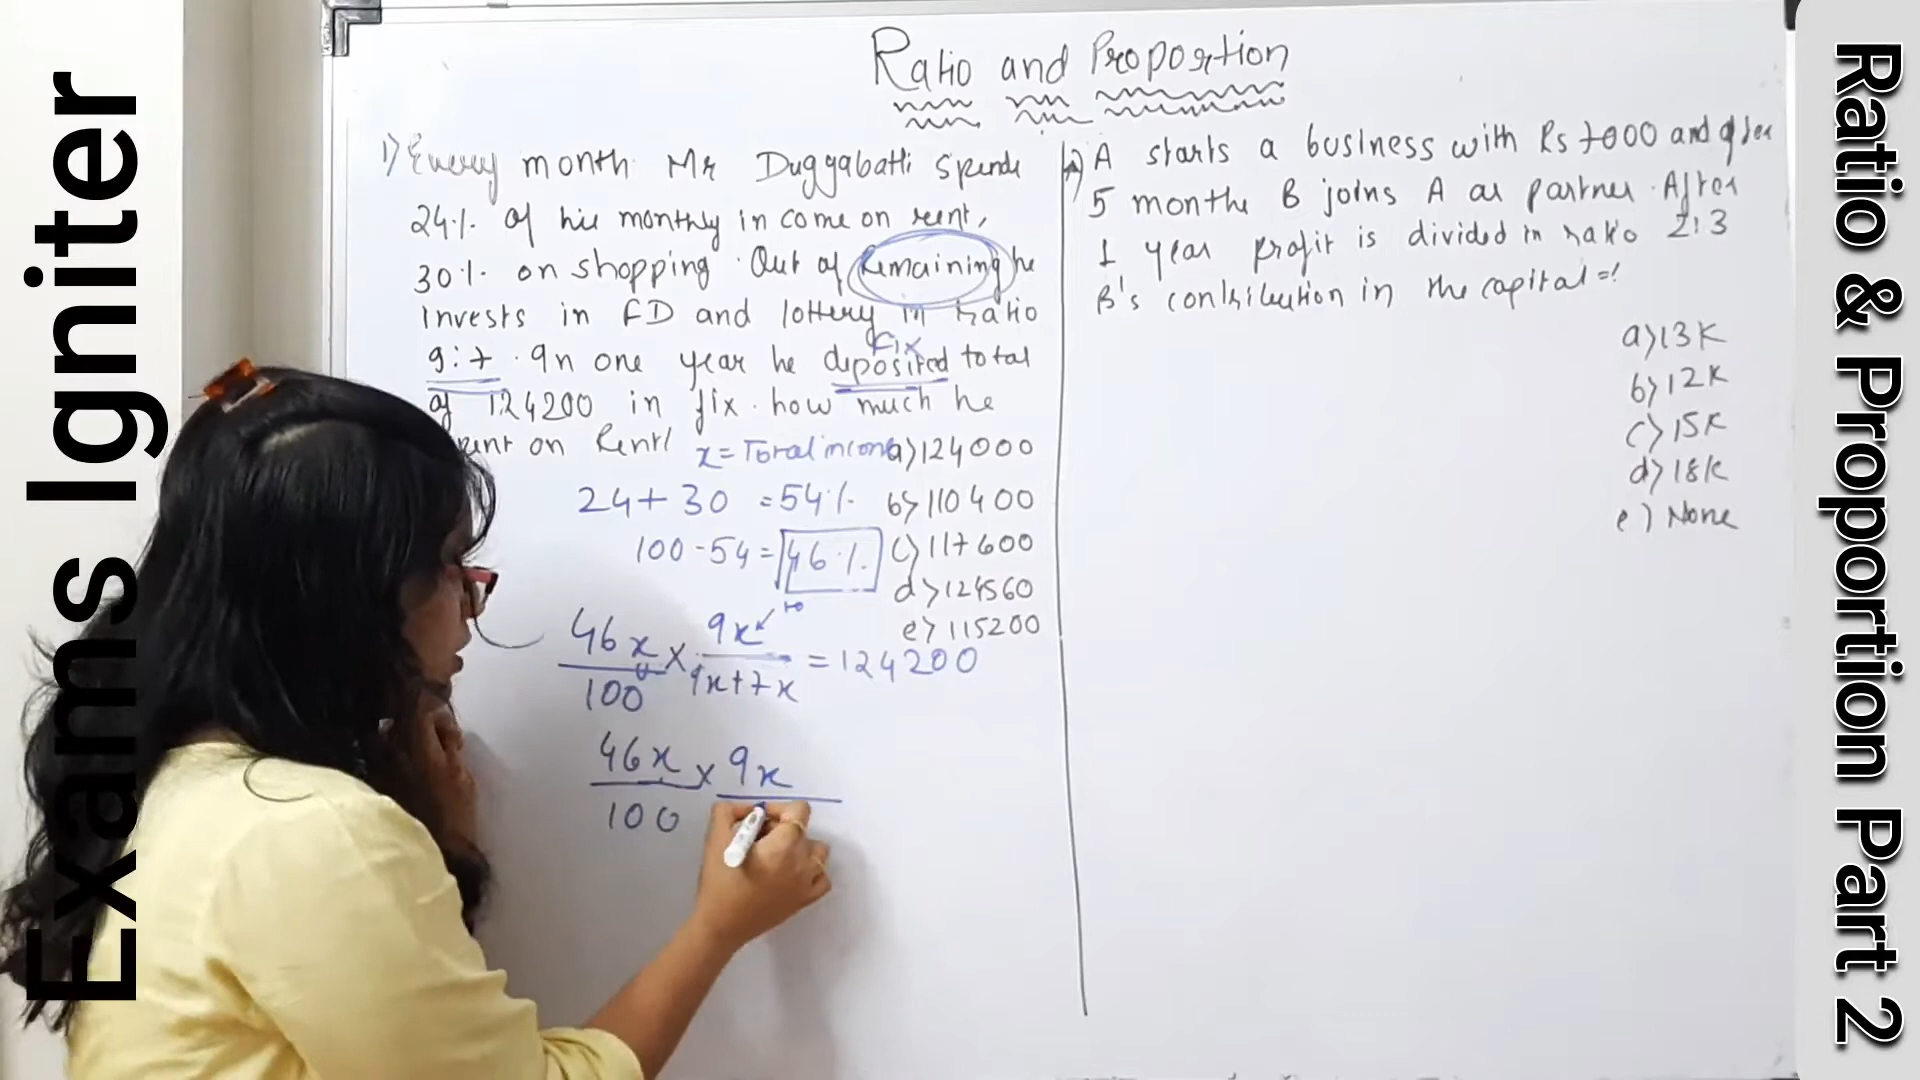 Exams Igniter
Ratio and Proportion
1) Every month Mr Duggabatti spends
24% of his monthly in come on rent,
30% on shopping. Out of Remaining he
invests in FD and lottery in ratio
9:7. In one year he deposited total
Fix
of 124200 in fix. how much he
on Rent/
x = Total income
a) 124000
24 + 30 = 54%
b) 110400
100 - 54 = 46%
c) 117600
d) 124560
e) 115200
46x/100 × 9x/9x+7x = 124200
46x/100 × 9x
A starts a business with Rs 7000 and after
5 months B joins A as partner. After
1 year profit is divided in ratio 2:3
B's contribution in the capital = ?
a) 13K
b) 12K
c) 15K
d) 18K
e) None
Ratio & Proportion Part 2